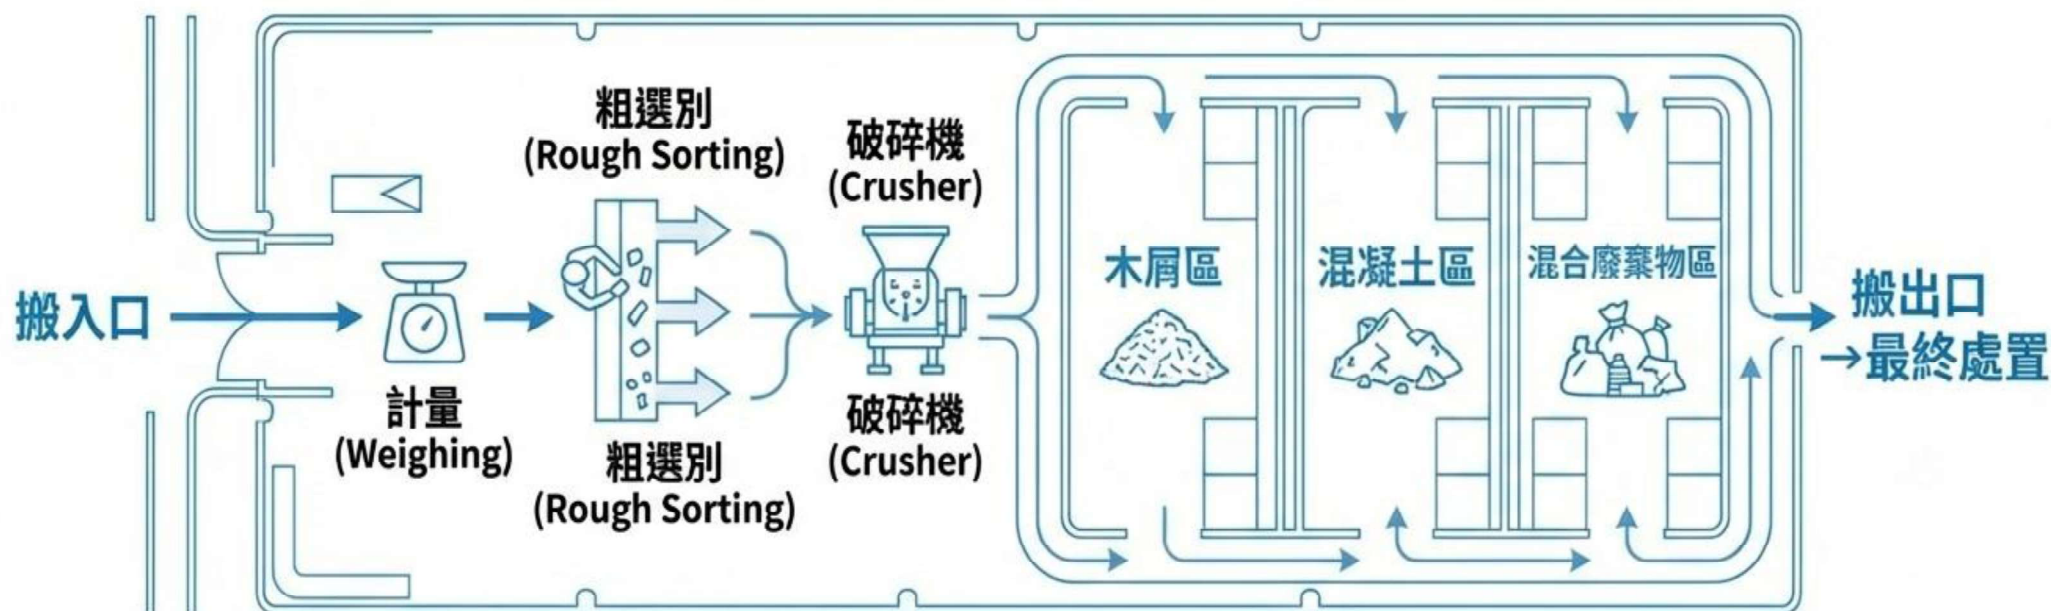 搬入口
計量
(Weighing)
粗選別
(Rough Sorting)
粗選別
(Rough Sorting)
破碎機
(Crusher)
破碎機
(Crusher)
木屑區
混凝土區
混合廢棄物區
搬出口
→最終處置